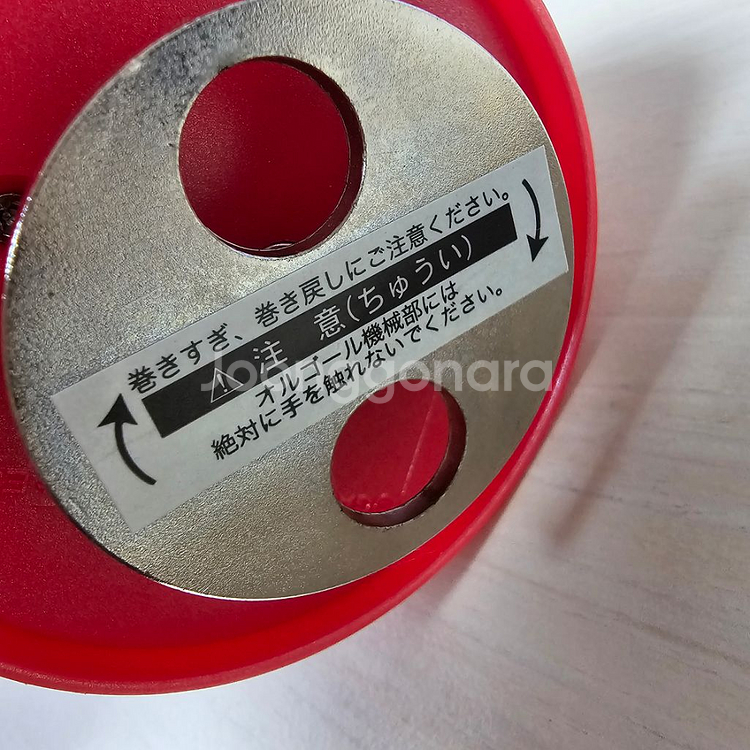 巻きすぎ、巻き戻しにご注意ください。
⚠ 注 意(ちゅうい)
オルゴール機械部には
絶対に手を触れないでください。
Joonggonara